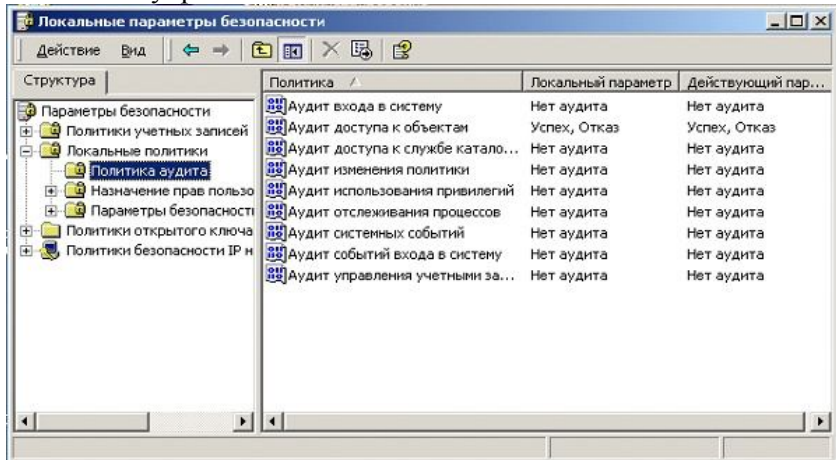 Локальные параметры безопасности
Действие Вид
Структура
Политика Локальный параметр Действующий пар...
Параметры безопасности
Политики учетных записей
Локальные политики
Политика аудита
Назначение прав пользо
Параметры безопасност
Политики открытого ключа
Политики безопасности IP н
Аудит входа в систему Нет аудита Нет аудита
Аудит доступа к объектам Успех, Отказ Успех, Отказ
Аудит доступа к службе катало... Нет аудита Нет аудита
Аудит изменения политики Нет аудита Нет аудита
Аудит использования привилегий Нет аудита Нет аудита
Аудит отслеживания процессов Нет аудита Нет аудита
Аудит системных событий Нет аудита Нет аудита
Аудит событий входа в систему Нет аудита Нет аудита
Аудит управления учетными за... Нет аудита Нет аудита